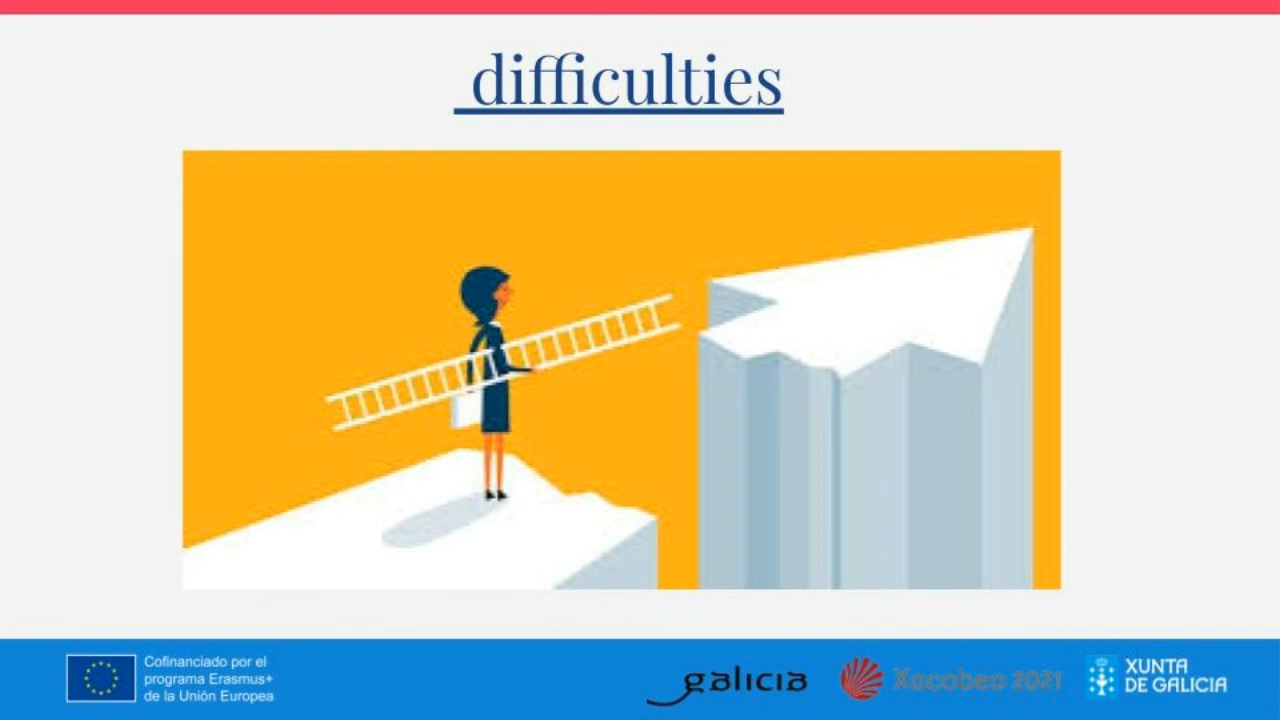 difficulties
Cofinanciado por el
programa Erasmus+
de la Unión Europea
galicia
Xacobeo 2021
XUNTA
DE GALICIA